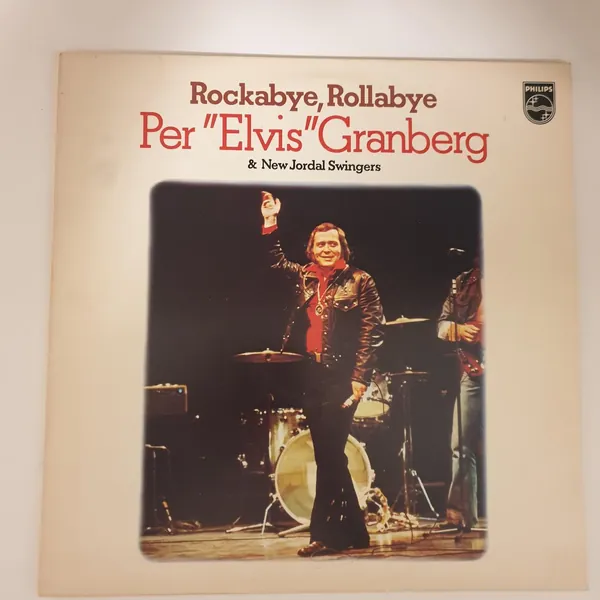 Rockabye, Rollabye
PHILIPS
Per "Elvis" Granberg
& New Jordal Swingers